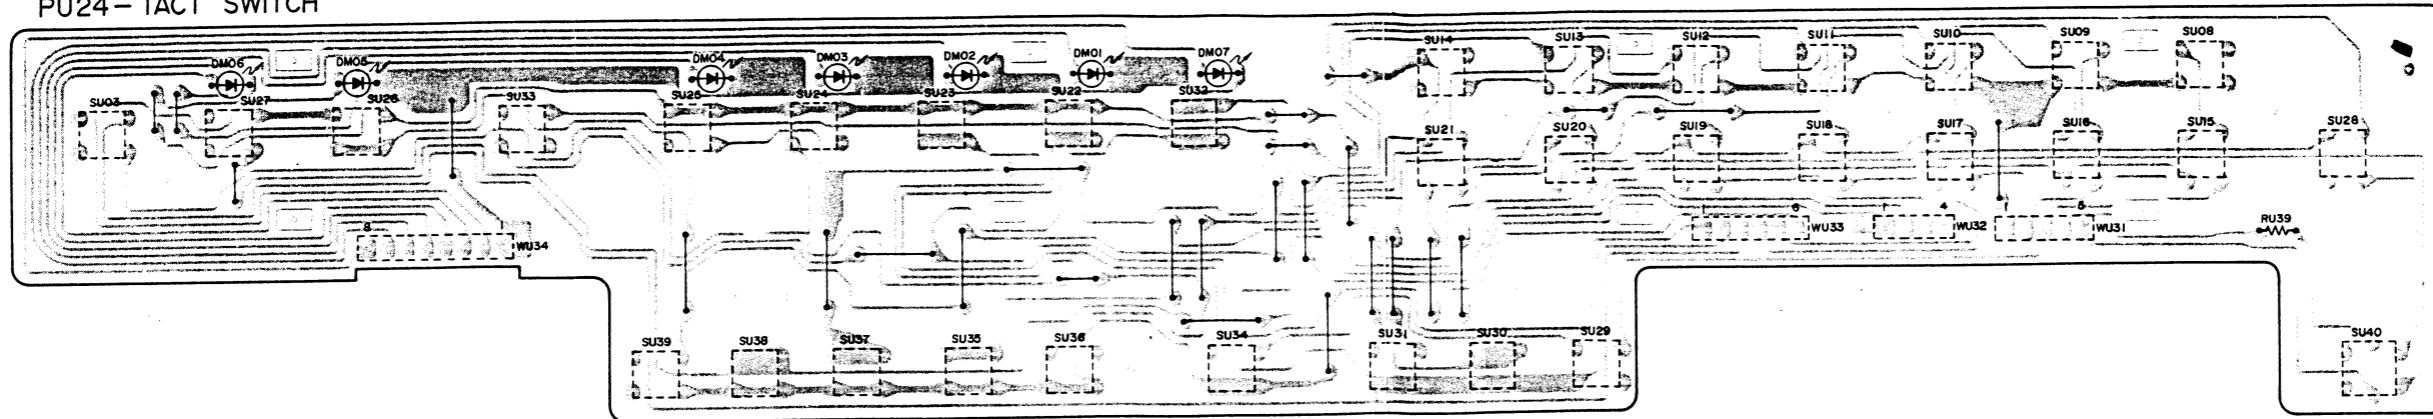 PU24-TACT SWITCH
DM06 DM05 DM04 DM03 DM02 DM01 DM07 SU14 SU13 SU12 SU11 SU10 SU09 SU08
SU03 SU27 SU26 SU33 SU25 SU24 SU23 SU22 SU32
SU21 SU20 SU19 SU18 SU17 SU16 SU15 SU28
8 WU34 6 WU33 4 WU32 5 WU31 RU39
SU39 SU38 SU37 SU35 SU36 SU34 SU31 SU30 SU29 SU40